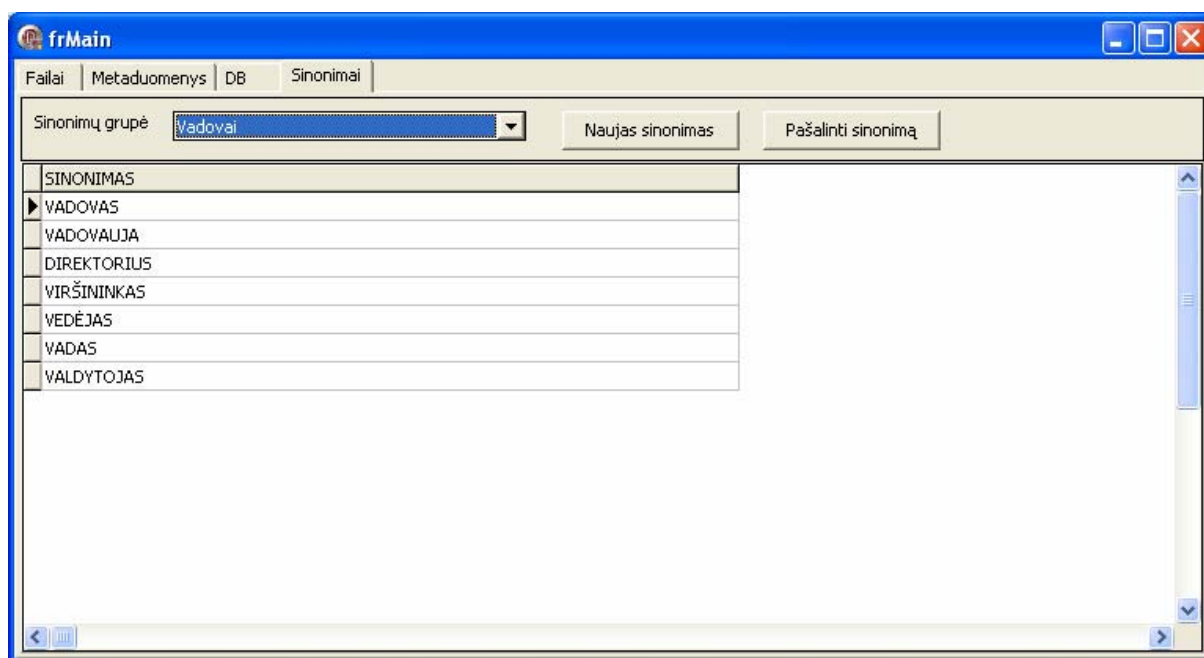 frMain
Failai Metaduomenys DB Sinonimai
Sinonimų grupė Vadovai Naujas sinonimas Pašalinti sinonimą
SINONIMAS
VADOVAS
VADOVAUJA
DIREKTORIUS
VIRŠININKAS
VEDĖJAS
VADAS
VALDYTOJAS